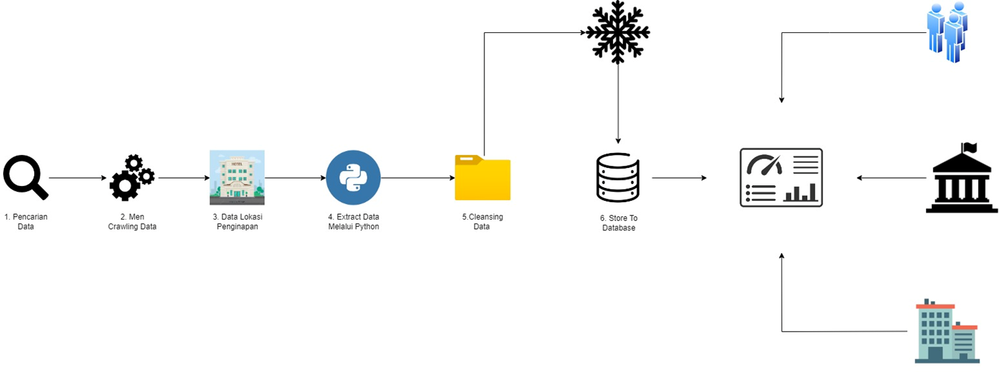 1. Pencarian
Data
2. Men
Crawling Data
HOTEL
3. Data Lokasi
Penginapan
4. Extract Data
Melalui Python
5.Cleansing
Data
6. Store To
Database